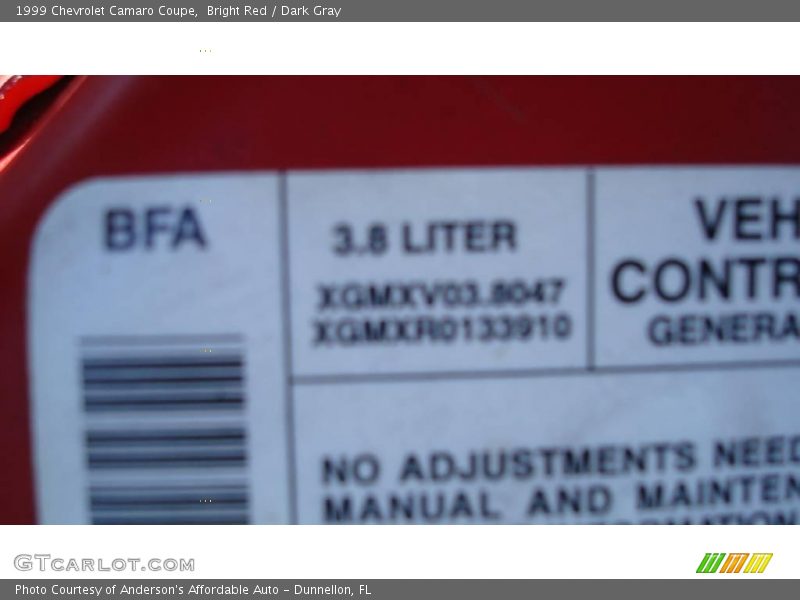 1999 Chevrolet Camaro Coupe,  Bright Red / Dark Gray
BFA
3.8 LITER
XGMXV03.8047
XGMXR0133910
VEH
CONTR
GENERA
NO ADJUSTMENTS NEED
MANUAL AND MAINTEN
GTCARLOT.COM
Photo Courtesy of Anderson's Affordable Auto - Dunnellon, FL